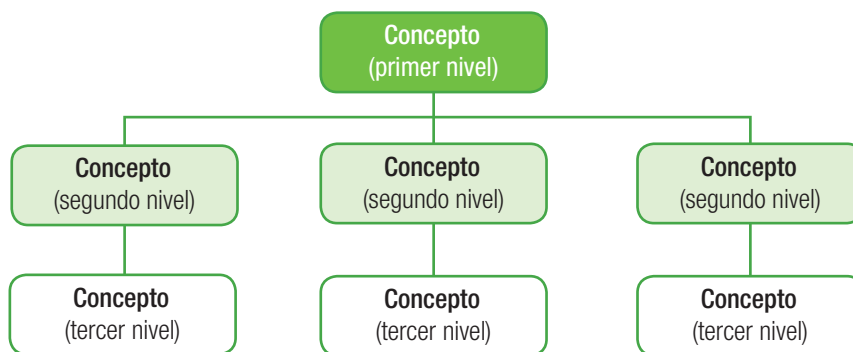 Concepto
(primer nivel)
Concepto
(segundo nivel)
Concepto
(segundo nivel)
Concepto
(segundo nivel)
Concepto
(tercer nivel)
Concepto
(tercer nivel)
Concepto
(tercer nivel)